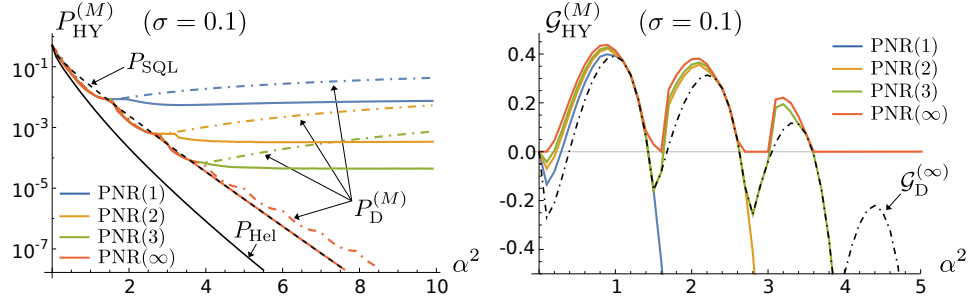 P_HY^(M) (σ = 0.1)
10^-1
10^-3
10^-5
10^-7
P_SQL
P_D^(M)
P_Hel
PNR(1)
PNR(2)
PNR(3)
PNR(∞)
2 4 6 8 10
α^2
G_HY^(M) (σ = 0.1)
0.4
0.2
0.0
-0.2
-0.4
PNR(1)
PNR(2)
PNR(3)
PNR(∞)
G_D^(∞)
1 2 3 4 5
α^2